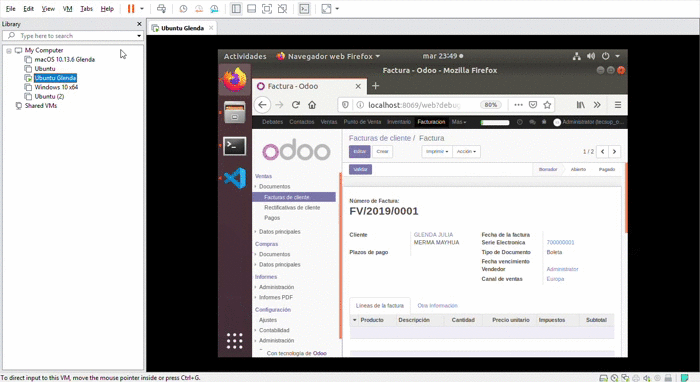 File Edit View VM Tabs Help
Library
Type here to search
My Computer
macOS 10.13.6 Glenda
Ubuntu
Ubuntu Glenda
Windows 10 x64
Ubuntu (2)
Shared VMs
Ubuntu Glenda
Actividades Navegador web Firefox mar 23:49
Factura - Odoo - Mozilla Firefox
Factura - Odoo
localhost:8069/web?debug 80%
Debates Contactos Ventas Punto de Venta Inventario Facturacion Más
odoo
Ventas
Documentos
Facturas de cliente
Rectificativas de cliente
Pagos
Datos principales
Compras
Documentos
Datos principales
Informes
Administración
Informes PDF
Configuración
Ajustes
Contabilidad
Administración
Con tecnología de Odoo
Facturas de cliente / Factura
Editar Crear Imprimir Acción 1 / 2
Validar Borrador Abierto Pagado
Número de Factura:
FV/2019/0001
Cliente GLENDA JULIA
MERMA MAYHUA
Plazos de pago
Fecha de la factura
Serie Electronica 700000001
Tipo de Documento Boleta
Fecha vencimiento
Vendedor Administrator
Canal de ventas Europa
Líneas de la factura Otra información
Producto Descripción Cantidad Precio unitario Impuestos Subtotal
To direct input to this VM, move the mouse pointer inside or press Ctrl+G.